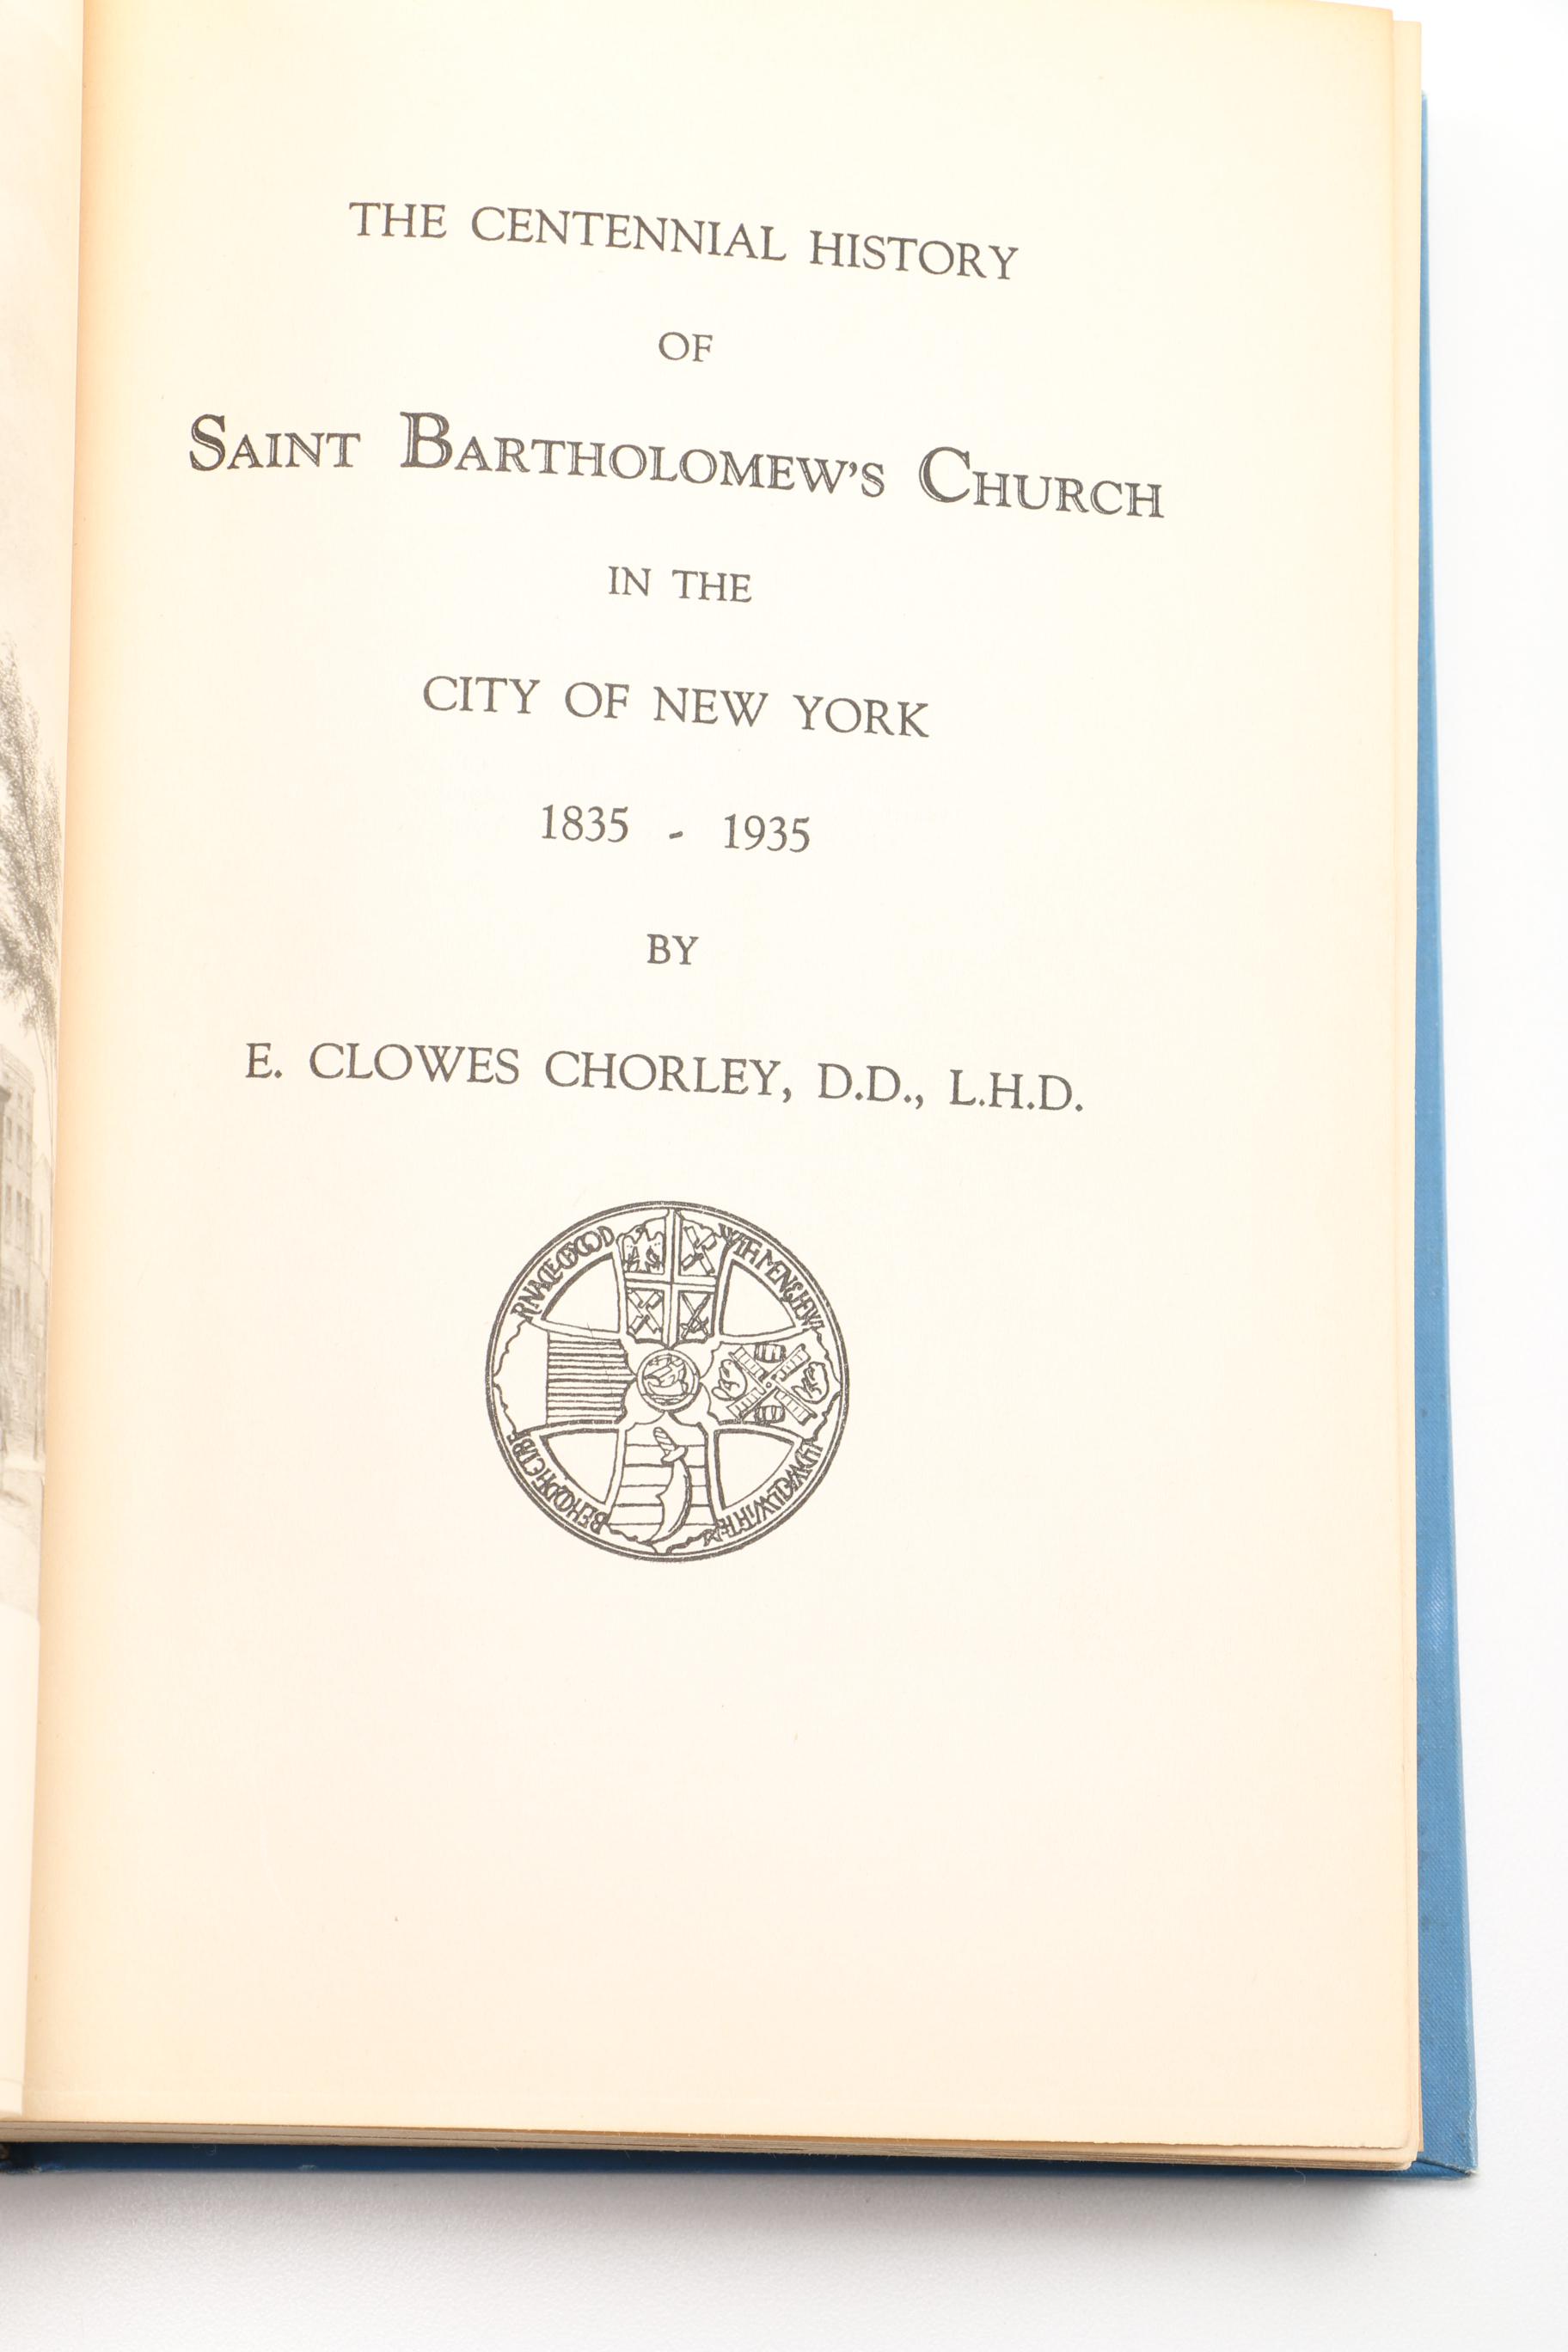 THE CENTENNIAL HISTORY
OF
SAINT BARTHOLOMEW'S CHURCH
IN THE
CITY OF NEW YORK
1835 - 1935
BY
E. CLOWES CHORLEY, D.D., L.H.D.